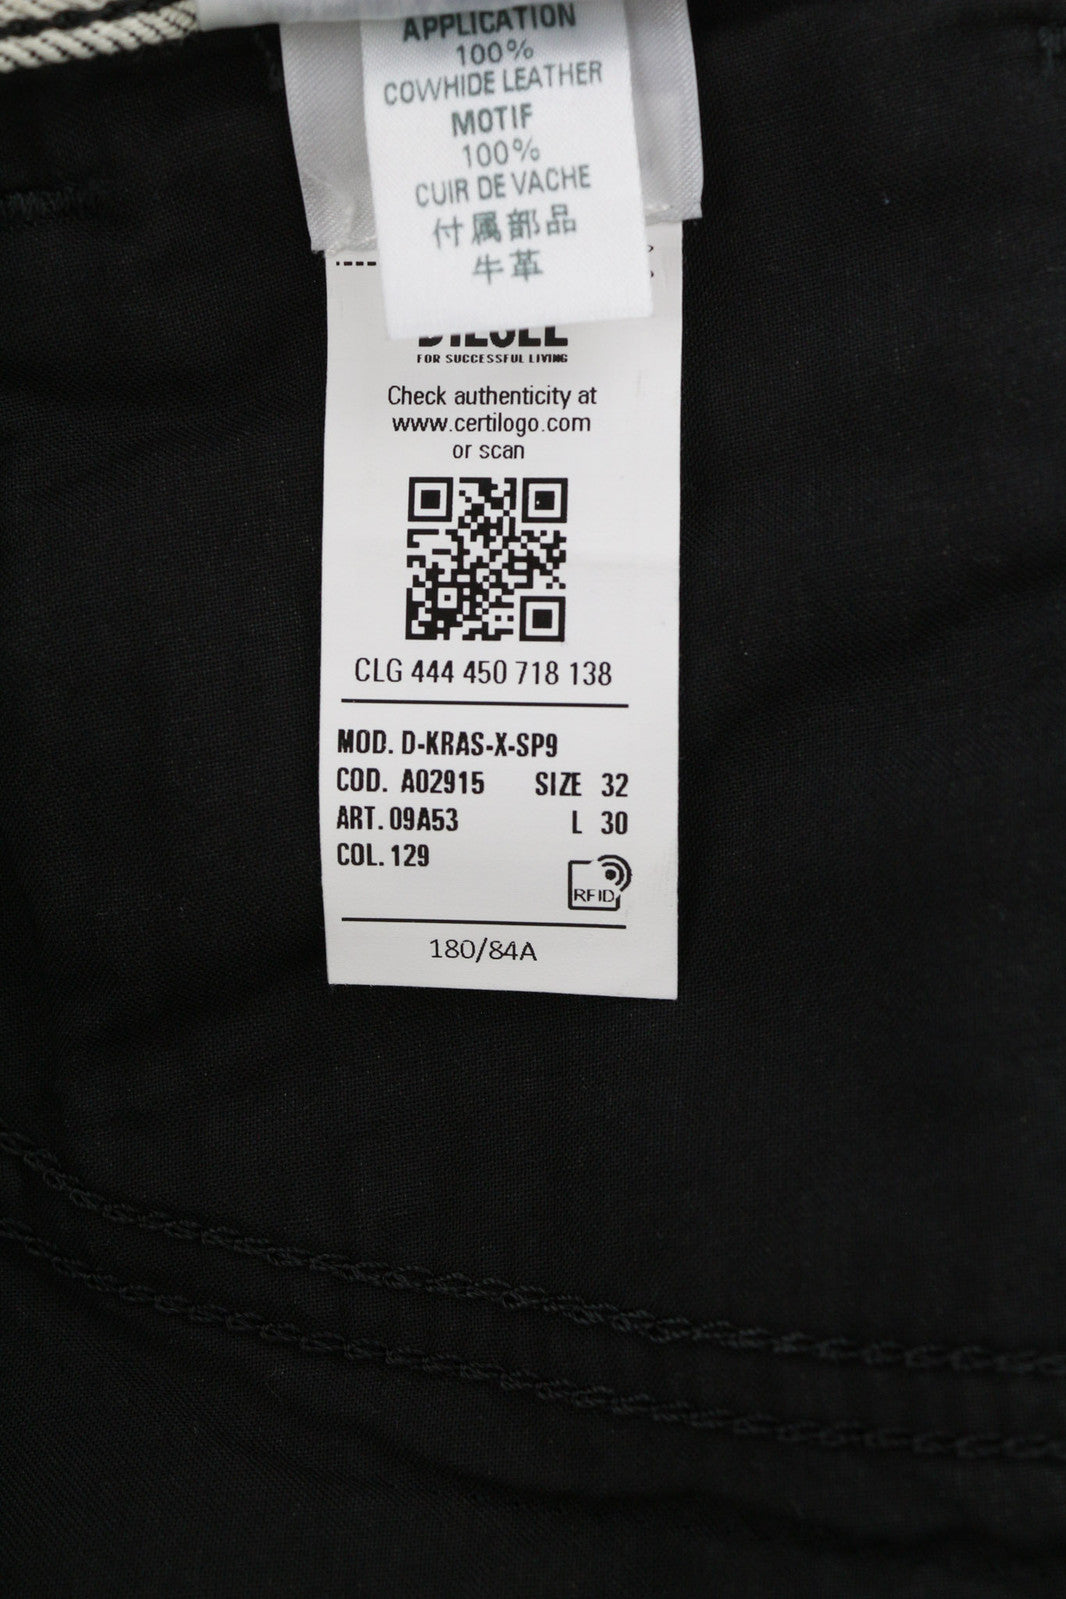 APPLICATION
100%
COWHIDE LEATHER
MOTIF
100%
CUIR DE VACHE
付属部品
牛革
DIESEL
FOR SUCCESSFUL LIVING
Check authenticity at
www.certilogo.com
or scan
CLG 444 450 718 138
MOD. D-KRAS-X-SP9
COD. A02915 SIZE 32
ART. 09A53 L 30
COL. 129
RFID
180/84A